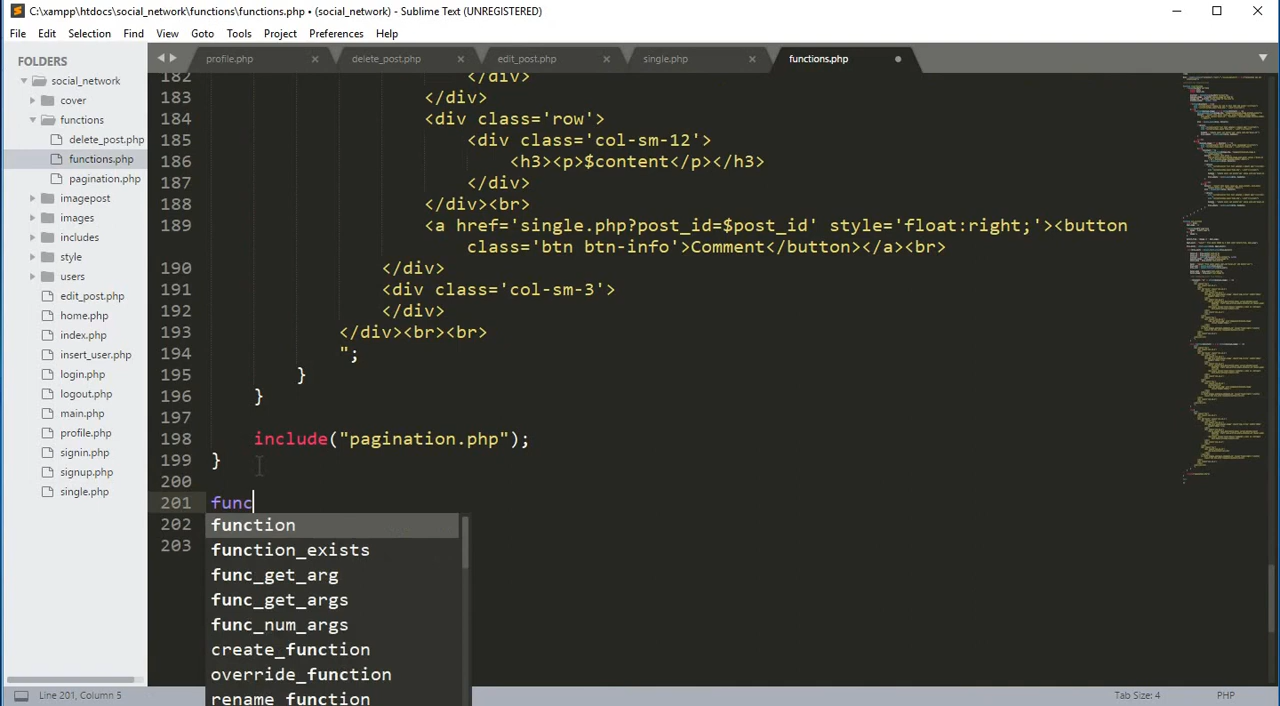 C:\xampp\htdocs\social_network\functions\functions.php • (social_network) - Sublime Text (UNREGISTERED)
File Edit Selection Find View Goto Tools Project Preferences Help
FOLDERS
social_network
cover
functions
delete_post.php
functions.php
pagination.php
imagepost
images
includes
style
users
edit_post.php
home.php
index.php
insert_user.php
login.php
logout.php
main.php
profile.php
signin.php
signup.php
single.php
profile.php delete_post.php edit_post.php single.php functions.php
182 </div>
183 </div>
184 <div class='row'>
185 <div class='col-sm-12'>
186 <h3><p>$content</p></h3>
187 </div>
188 </div><br>
189 <a href='single.php?post_id=$post_id' style='float:right;'><button
class='btn btn-info'>Comment</button></a><br>
190 </div>
191 <div class='col-sm-3'>
192 </div>
193 </div><br><br>
194 ";
195 }
196 }
197
198 include("pagination.php");
199 }
200
201 func
202
203
function
function_exists
func_get_arg
func_get_args
func_num_args
create_function
override_function
rename_function
Line 201, Column 5
Tab Size: 4 PHP